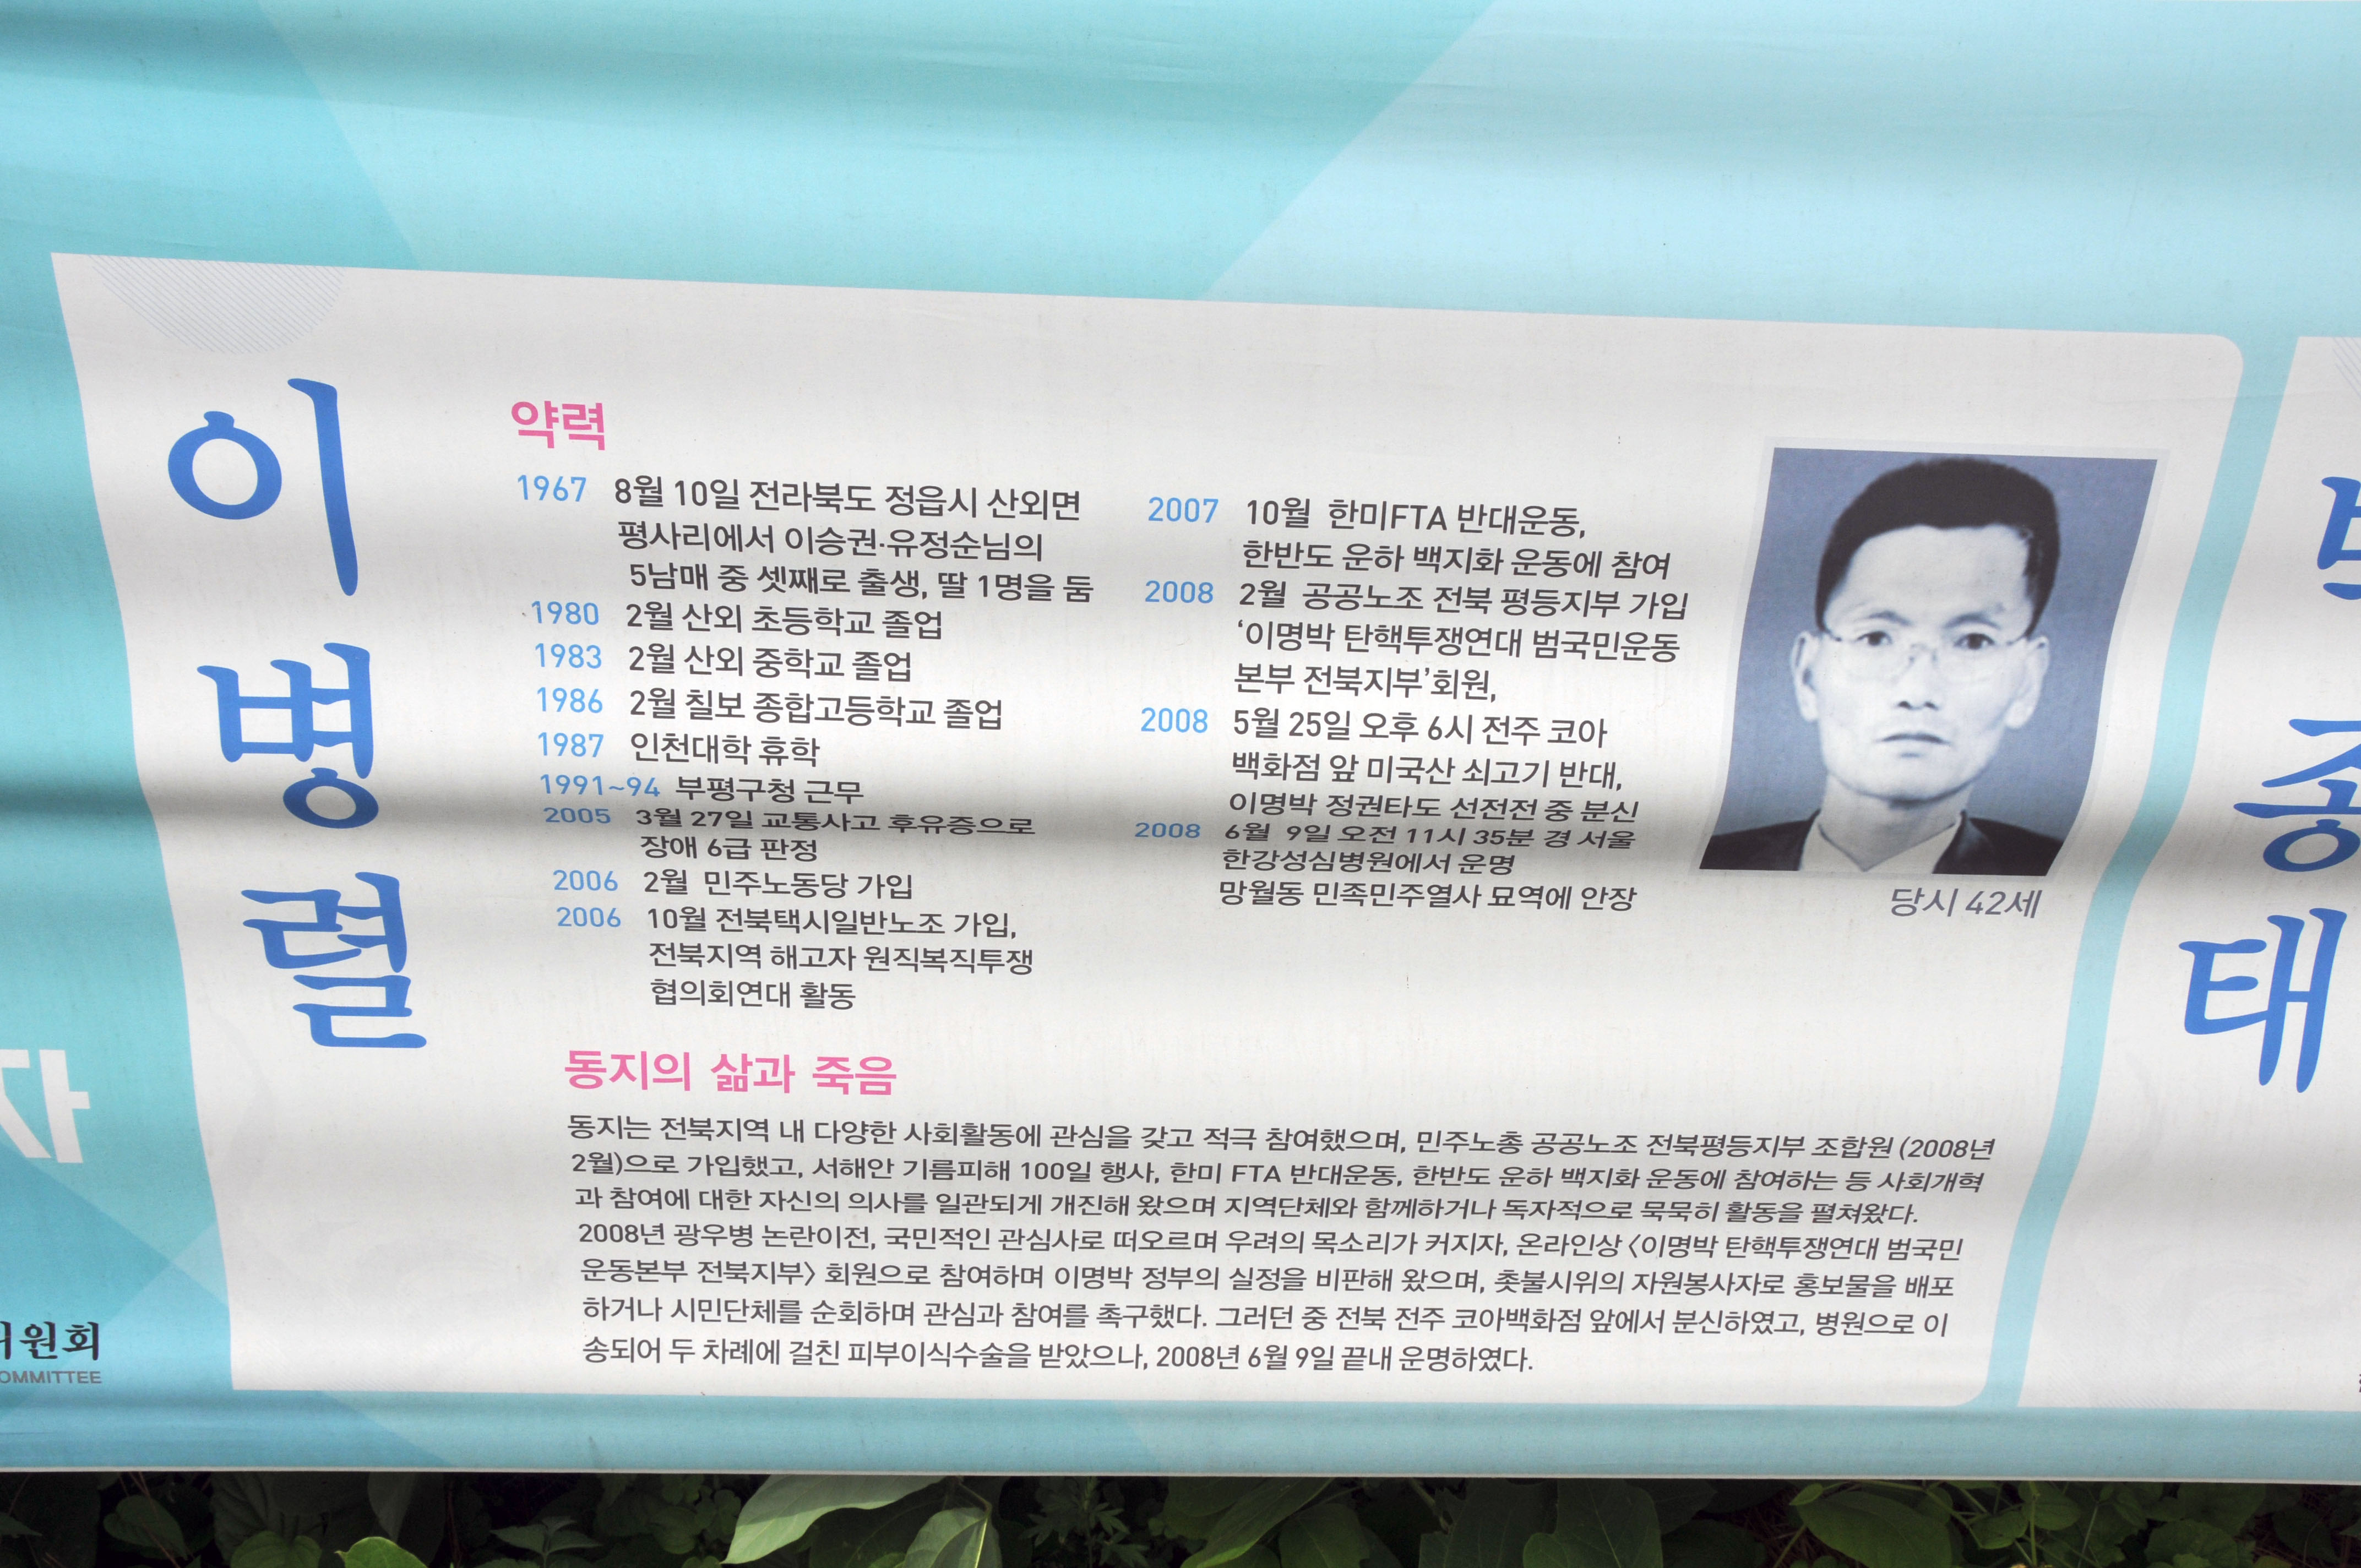 이병렬
약력
1967 8월 10일 전라북도 정읍시 산외면
평사리에서 이승권·유정순님의
5남매 중 셋째로 출생, 딸 1명을 둠
1980 2월 산외 초등학교 졸업
1983 2월 산외 중학교 졸업
1986 2월 칠보 종합고등학교 졸업
1987 인천대학 휴학
1991~94 부평구청 근무
2005 3월 27일 교통사고 후유증으로
장애 6급 판정
2006 2월 민주노동당 가입
2006 10월 전북택시일반노조 가입,
전북지역 해고자 원직복직투쟁
협의회연대 활동
2007 10월 한미FTA 반대운동,
한반도 운하 백지화 운동에 참여
2008 2월 공공노조 전북 평등지부 가입
‘이명박 탄핵투쟁연대 범국민운동
본부 전북지부’회원,
2008 5월 25일 오후 6시 전주 코아
백화점 앞 미국산 쇠고기 반대,
이명박 정권타도 선전전 중 분신
2008 6월 9일 오전 11시 35분 경 서울
한강성심병원에서 운명
망월동 민족민주열사 묘역에 안장
당시 42세
동지의 삶과 죽음
동지는 전북지역 내 다양한 사회활동에 관심을 갖고 적극 참여했으며, 민주노총 공공노조 전북평등지부 조합원 (2008년
2월)으로 가입했고, 서해안 기름피해 100일 행사, 한미 FTA 반대운동, 한반도 운하 백지화 운동에 참여하는 등 사회개혁
과 참여에 대한 자신의 의사를 일관되게 개진해 왔으며 지역단체와 함께하거나 독자적으로 묵묵히 활동을 펼쳐왔다.
2008년 광우병 논란이전, 국민적인 관심사로 떠오르며 우려의 목소리가 커지자, 온라인상 〈이명박 탄핵투쟁연대 범국민
운동본부 전북지부〉 회원으로 참여하며 이명박 정부의 실정을 비판해 왔으며, 촛불시위의 자원봉사자로 홍보물을 배포
하거나 시민단체를 순회하며 관심과 참여를 촉구했다. 그러던 중 전북 전주 코아백화점 앞에서 분신하였고, 병원으로 이
송되어 두 차례에 걸친 피부이식수술을 받았으나, 2008년 6월 9일 끝내 운명하였다.
위원회
OMMITTEE
종태